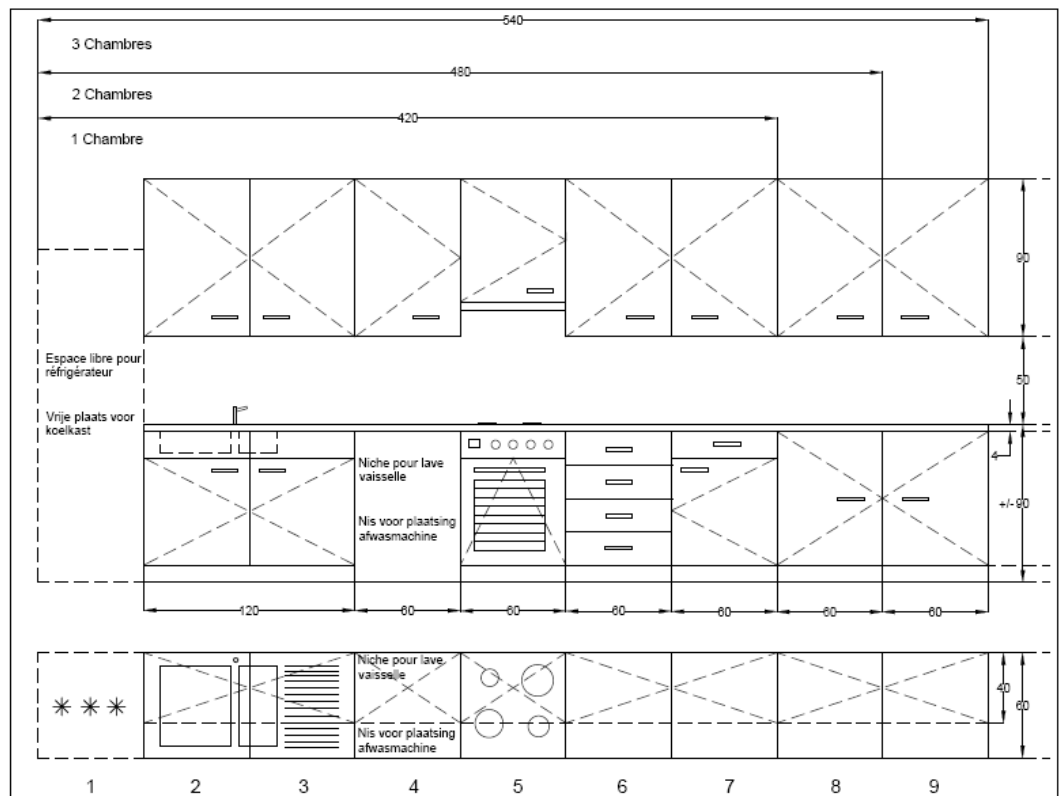 540
3 Chambres
480
2 Chambres
420
1 Chambre
90
Espace libre pour
réfrigérateur
50
Vrije plaats voor
koelkast
4
Niche pour lave
vaisselle
+/- 90
Nis voor plaatsing
afwasmachine
120 60 60 60 60 60 60
Niche pour lave
vaisselle
40
60
Nis voor plaatsing
afwasmachine
1 2 3 4 5 6 7 8 9